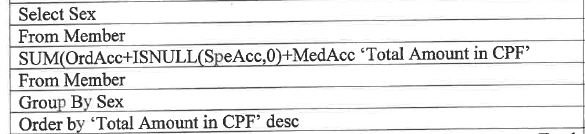 Select Sex
From Member
SUM(OrdAcc+ISNULL(SpeAcc,0)+MedAcc ‘Total Amount in CPF’
From Member
Group By Sex
Order by ‘Total Amount in CPF’ desc